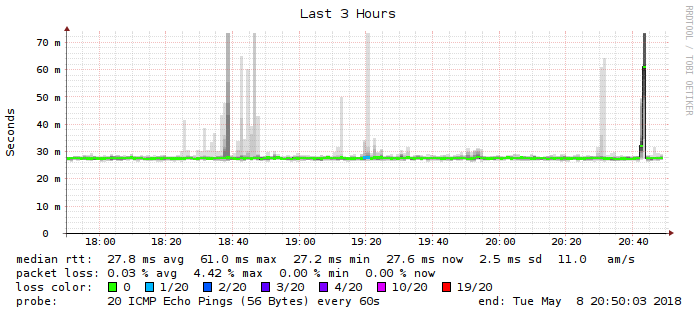 Last 3 Hours
RRDTOOL / TOBI OETIKER
Seconds
70 m
60 m
50 m
40 m
30 m
20 m
10 m
0
18:00 18:20 18:40 19:00 19:20 19:40 20:00 20:20 20:40
median rtt: 27.8 ms avg 61.0 ms max 27.2 ms min 27.6 ms now 2.5 ms sd 11.0 am/s
packet loss: 0.03 % avg 4.42 % max 0.00 % min 0.00 % now
loss color: 0 1/20 2/20 3/20 4/20 10/20 19/20
probe: 20 ICMP Echo Pings (56 Bytes) every 60s end: Tue May 8 20:50:03 2018